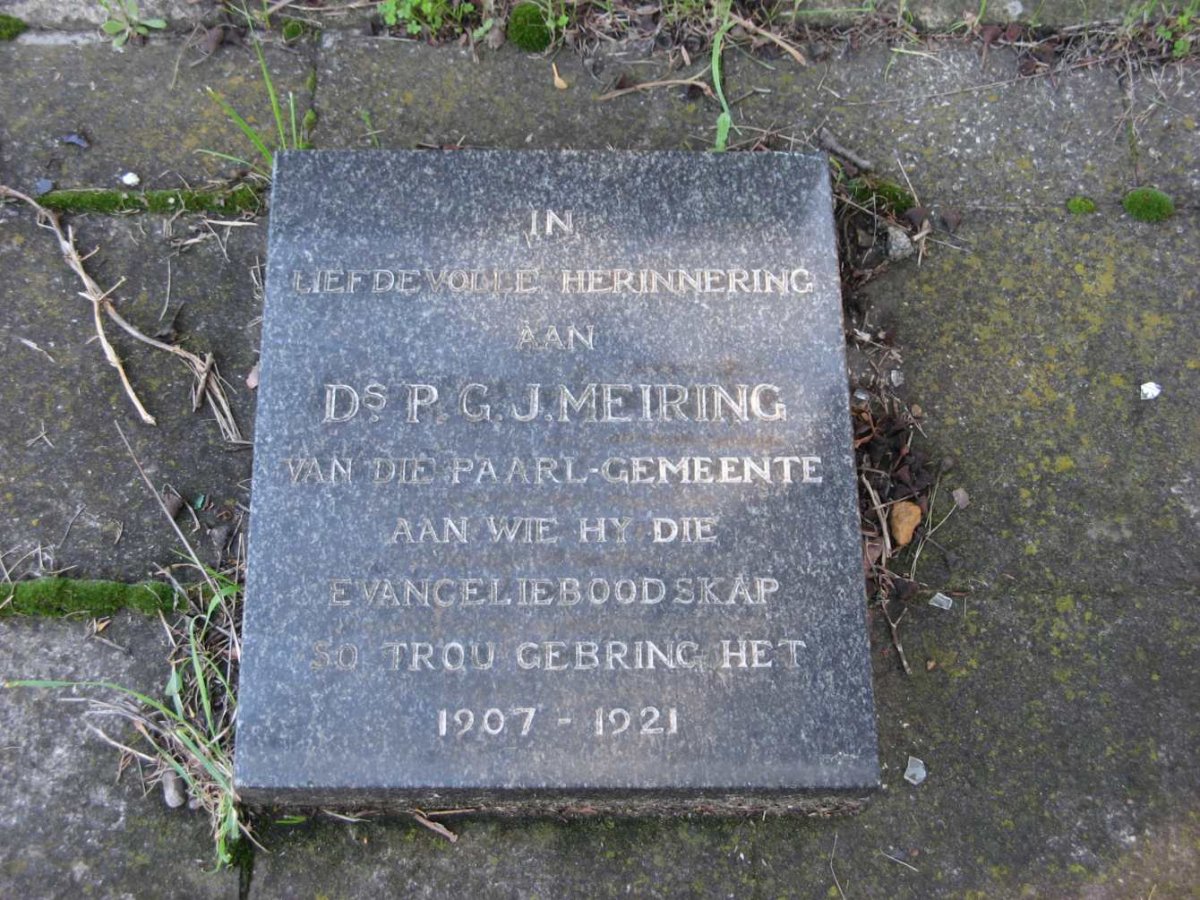 IN
LIEFDEVOLLE HERINNERING
AAN
DS P. G. J. MEIRING
VAN DIE PAARL-GEMEENTE
AAN WIE HY DIE
EVANGELIEBOODSKAP
SO TROU GEBRING HET
1907 - 1921